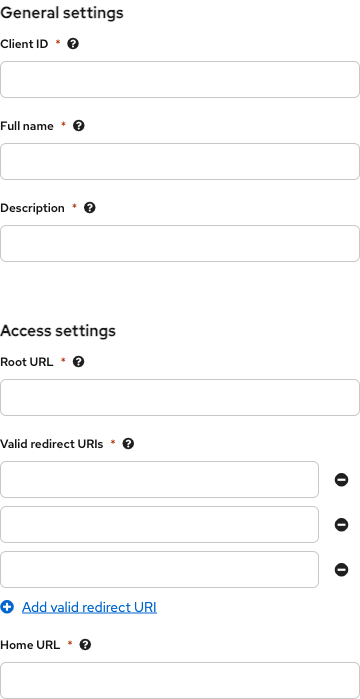 General settings
Client ID *
Full name *
Description *
Access settings
Root URL *
Valid redirect URIs *
Add valid redirect URI
Home URL *